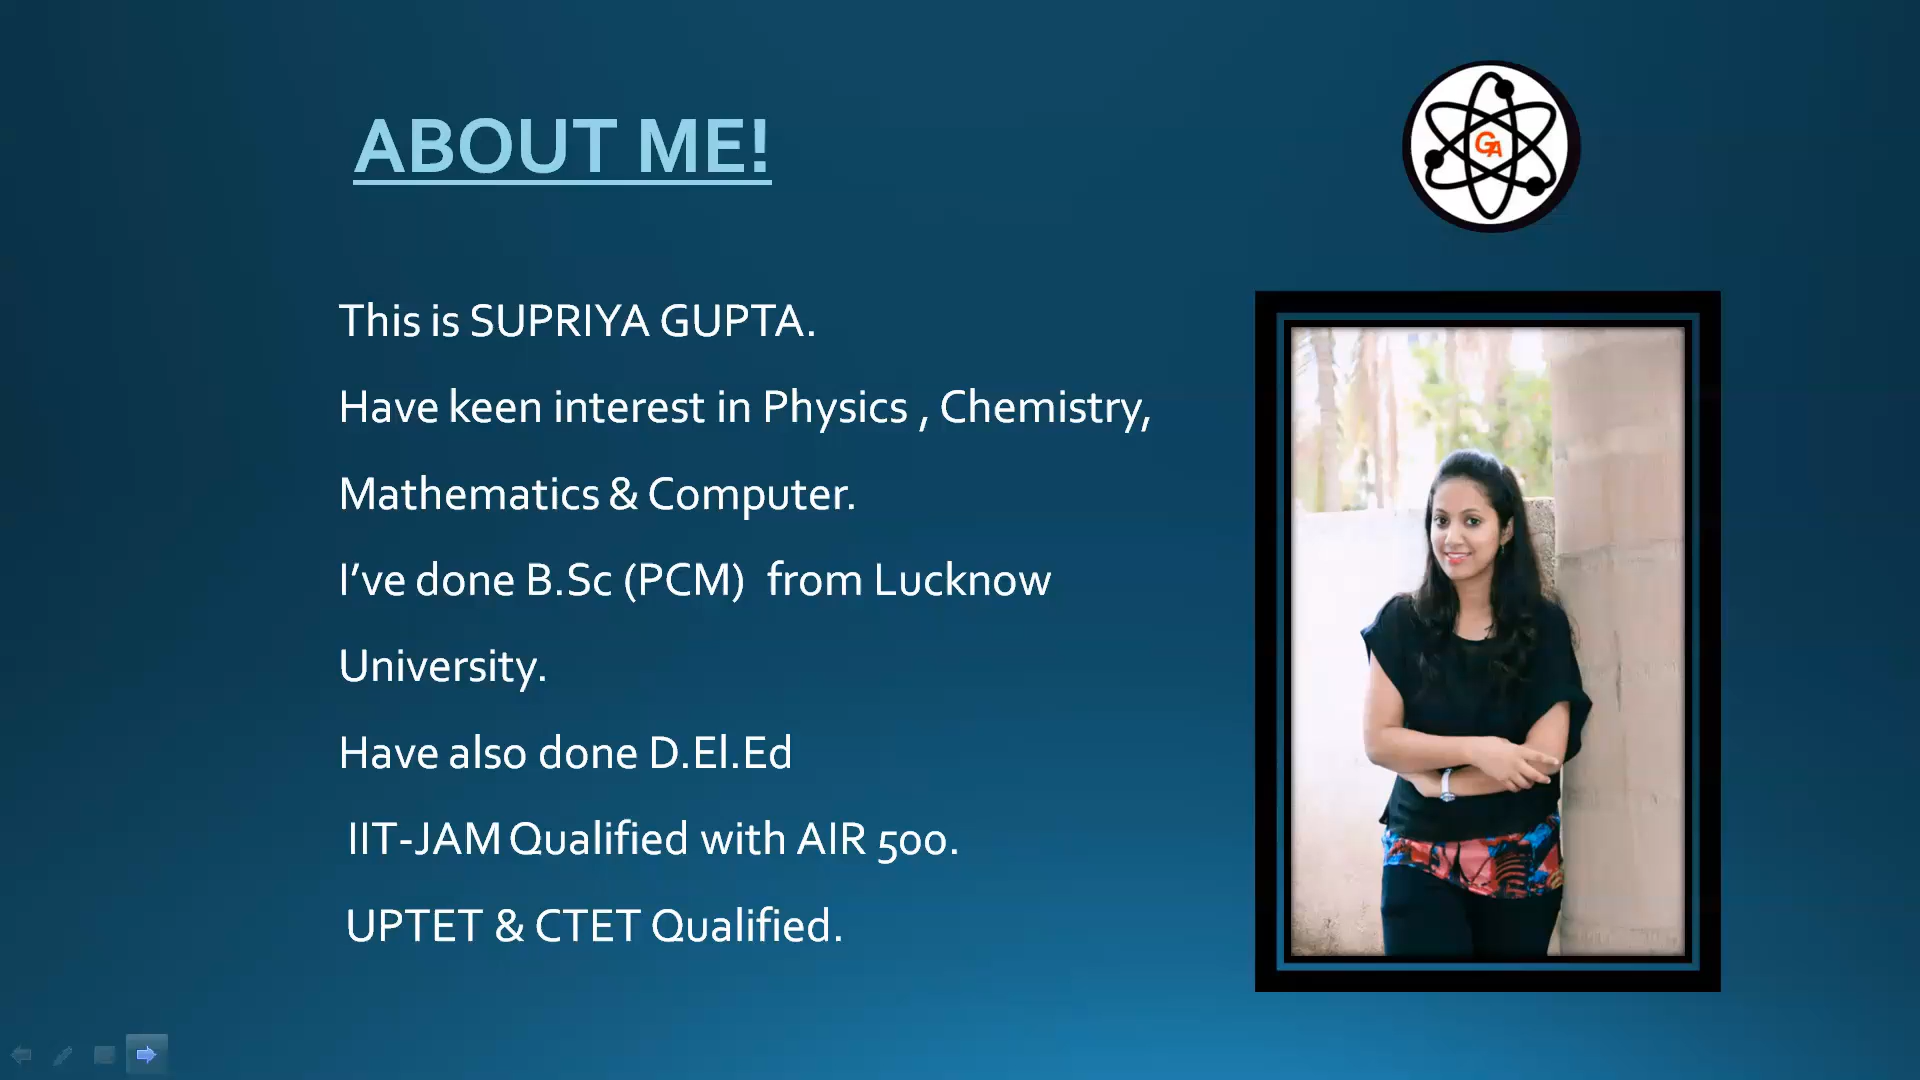 ABOUT ME!
GA
This is SUPRIYA GUPTA.
Have keen interest in Physics , Chemistry,
Mathematics & Computer.
I’ve done B.Sc (PCM)  from Lucknow
University.
Have also done D.El.Ed
IIT-JAM Qualified with AIR 500.
UPTET & CTET Qualified.